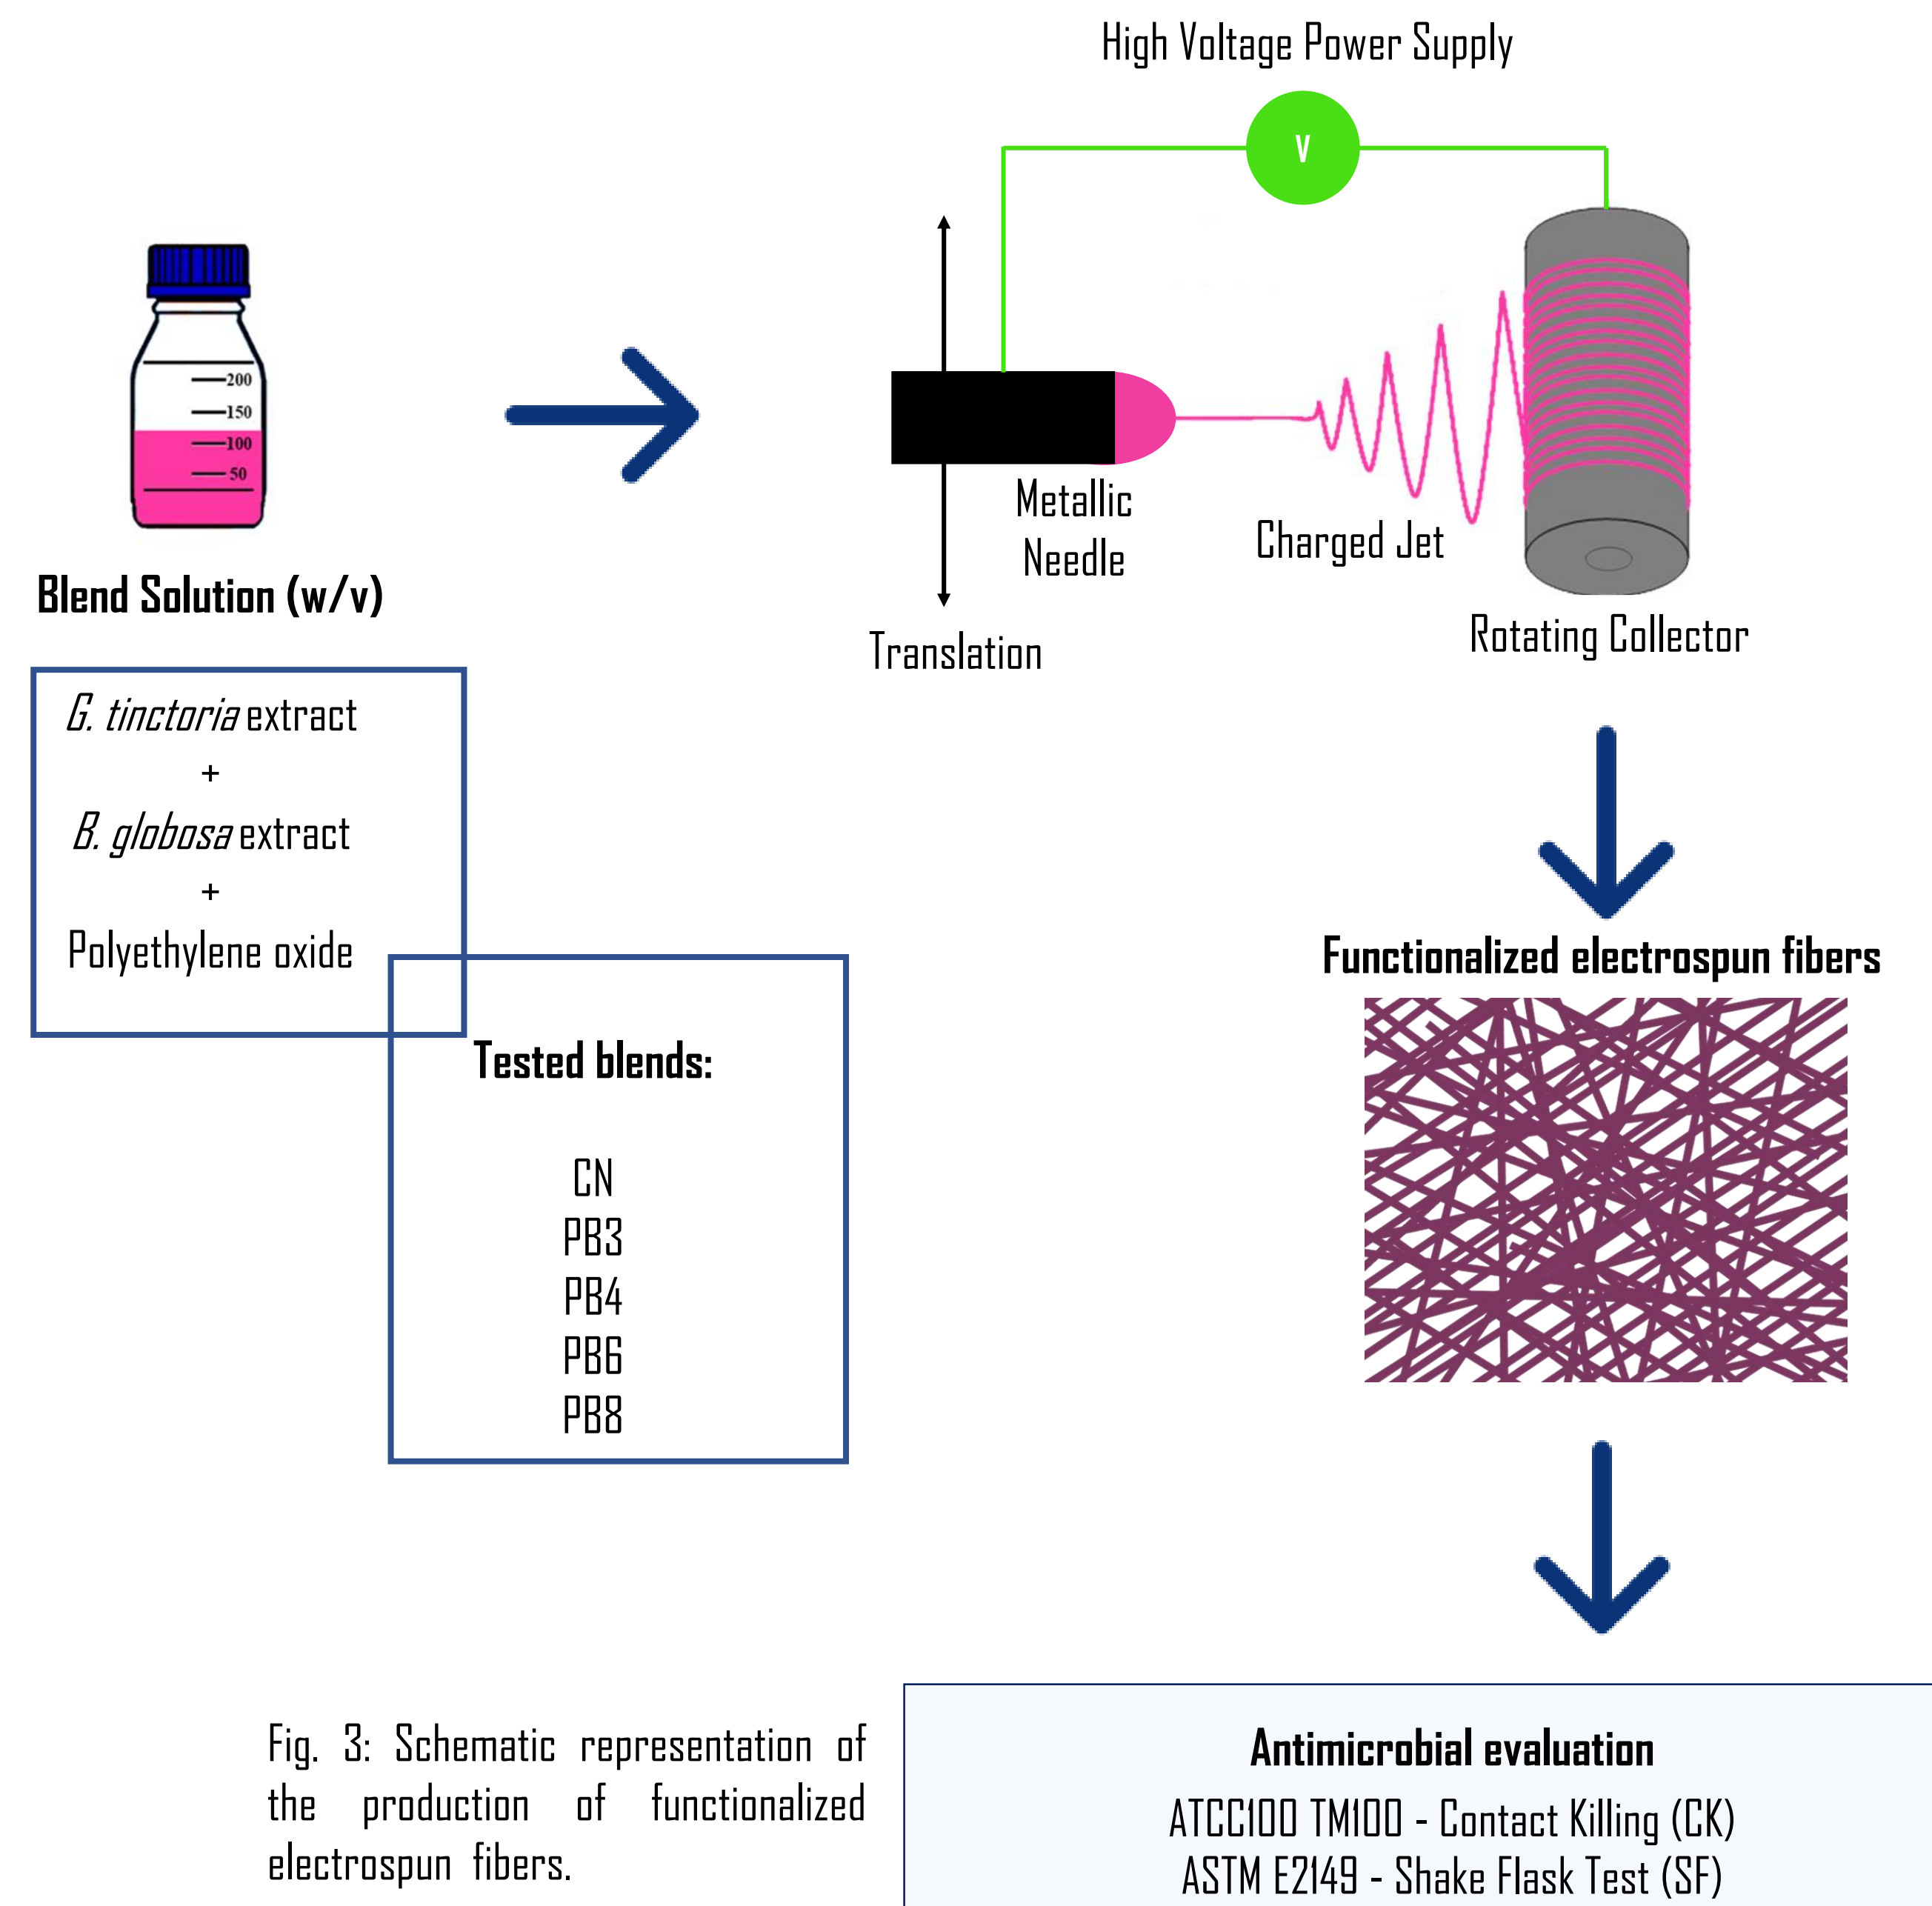 High Voltage Power Supply
V
200
150
100
50
Metallic
Needle
Charged Jet
Blend Solution (w/v)
Translation
Rotating Collector
G. tinctoria extract
+
B. globosa extract
+
Polyethylene oxide
Functionalized electrospun fibers
Tested blends:
CN
PB3
PB4
PB6
PB8
Fig. 3: Schematic representation of
the production of functionalized
electrospun fibers.
Antimicrobial evaluation
ATCC100 TM100 - Contact Killing (CK)
ASTM E2149 - Shake Flask Test (SF)